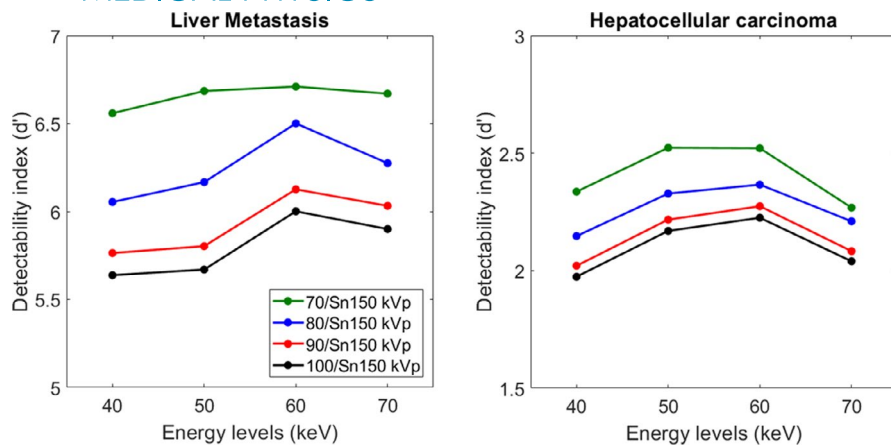 Liver Metastasis
Detectability index (d')
7
6.5
6
5.5
5
40 50 60 70
Energy levels (keV)
70/Sn150 kVp
80/Sn150 kVp
90/Sn150 kVp
100/Sn150 kVp
Hepatocellular carcinoma
Detectability index (d')
3
2.5
2
1.5
40 50 60 70
Energy levels (keV)